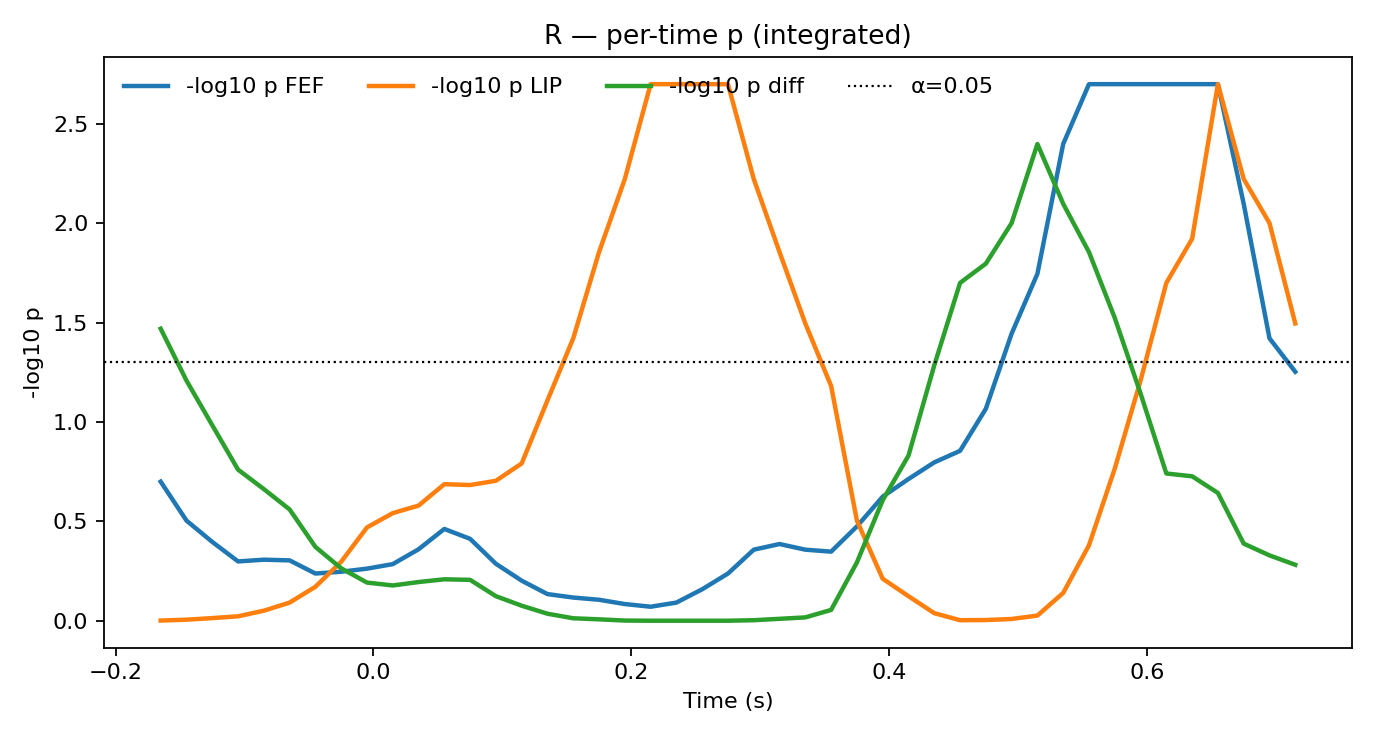 R — per-time p (integrated)
-log10 p FEF -log10 p LIP -log10 p diff α=0.05
-log10 p
2.5
2.0
1.5
1.0
0.5
0.0
−0.2 0.0 0.2 0.4 0.6
Time (s)